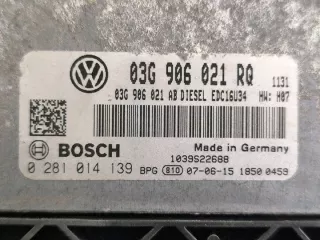 03G 906 021 RQ 1131
03G 906 021 AB DIESEL EDC16U34 HW: H07
BOSCH
Made in Germany
1039S22688
0 281 014 139 BPG 810 07-06-15 1850 0459